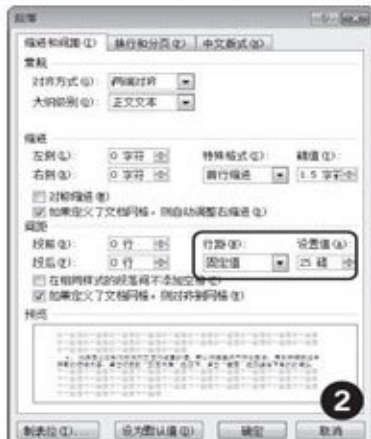 段落
缩进和间距(I) 换行和分页(P) 中文版式(H)
常规
对齐方式(G): 两端对齐
大纲级别(O): 正文文本
缩进
左侧(L): 0 字符 特殊格式(S): 磅值(Y):
右侧(R): 0 字符 首行缩进 1.5 字符
对称缩进(M)
如果定义了文档网格，则自动调整右缩进(D)
间距
段前(B): 0 行 行距(N): 设置值(A):
段后(F): 0 行 固定值 25 磅
在相同样式的段落间不添加空格(C)
如果定义了文档网格，则对齐到网格(W)
预览
2
制表位(T)... 设为默认值(D) 确定 取消